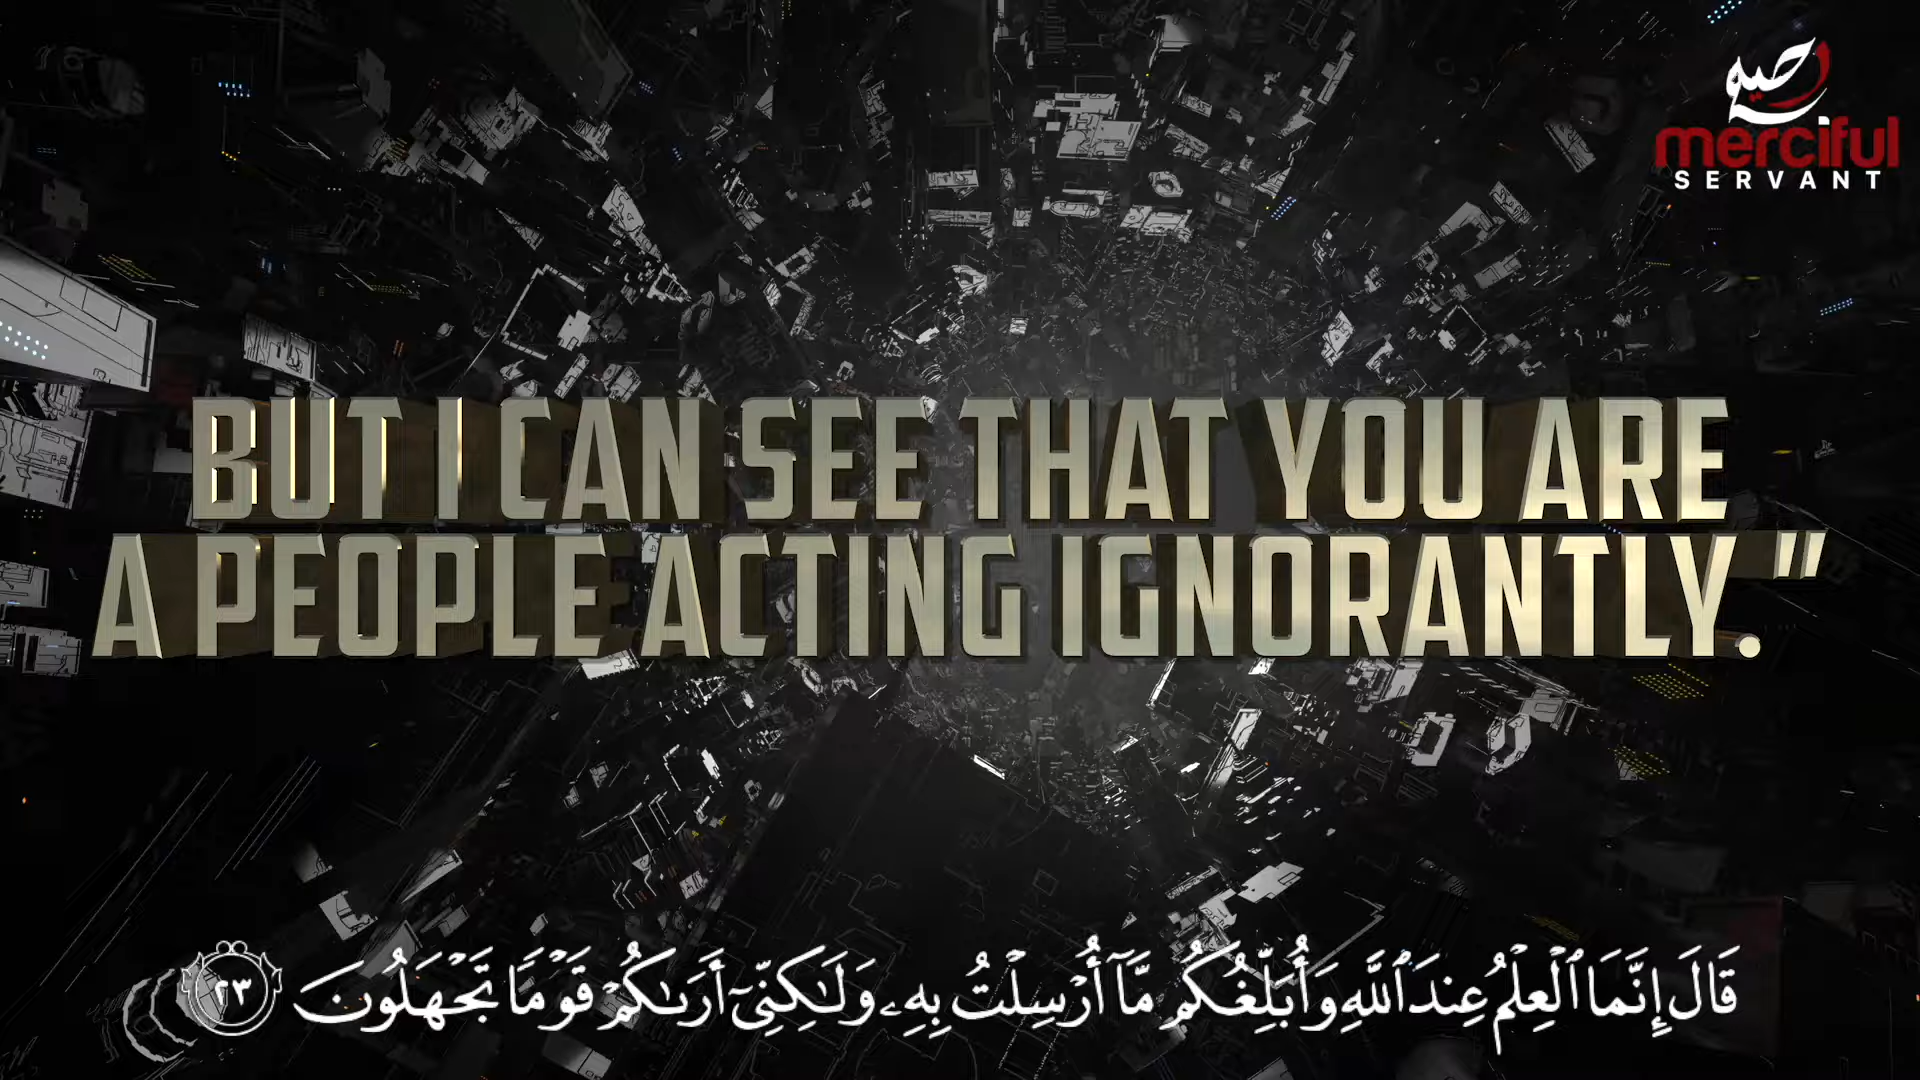 merciful
SERVANT
BUT I CAN SEE THAT YOU ARE
A PEOPLE ACTING IGNORANTLY."
قَالَ إِنَّمَا ٱلْعِلْمُ عِندَ ٱللَّهِ وَأُبَلِّغُكُم مَّآ أُرْسِلْتُ بِهِۦ وَلَـٰكِنِّىٓ أَرَىٰكُمْ قَوْمًا تَجْهَلُونَ ٢٣